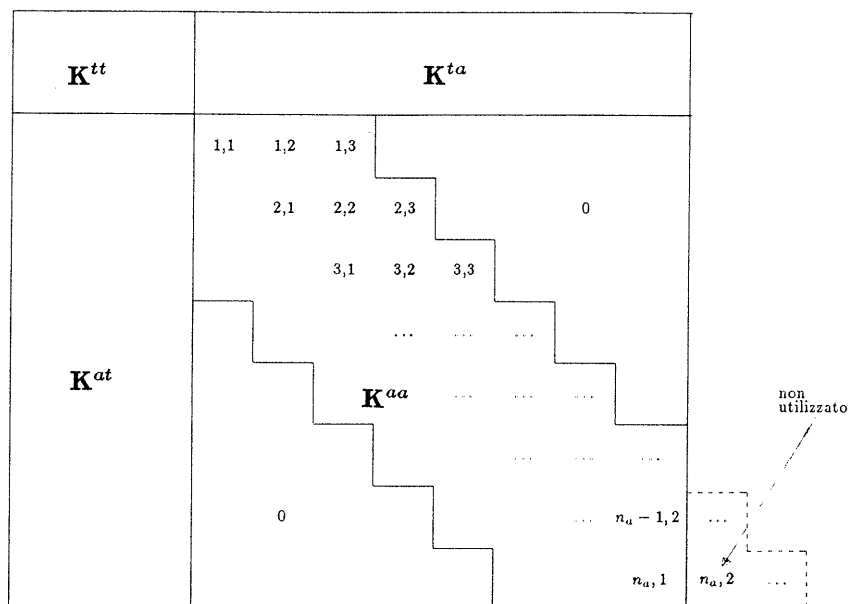 K^{tt} K^{ta}
1,1 1,2 1,3
2,1 2,2 2,3 0
3,1 3,2 3,3
... ... ...
K^{at} K^{aa} ... ... ...
non
utilizzato
... ... ...
0 ... n_a − 1, 2 ...
n_a, 1 n_a, 2 ...